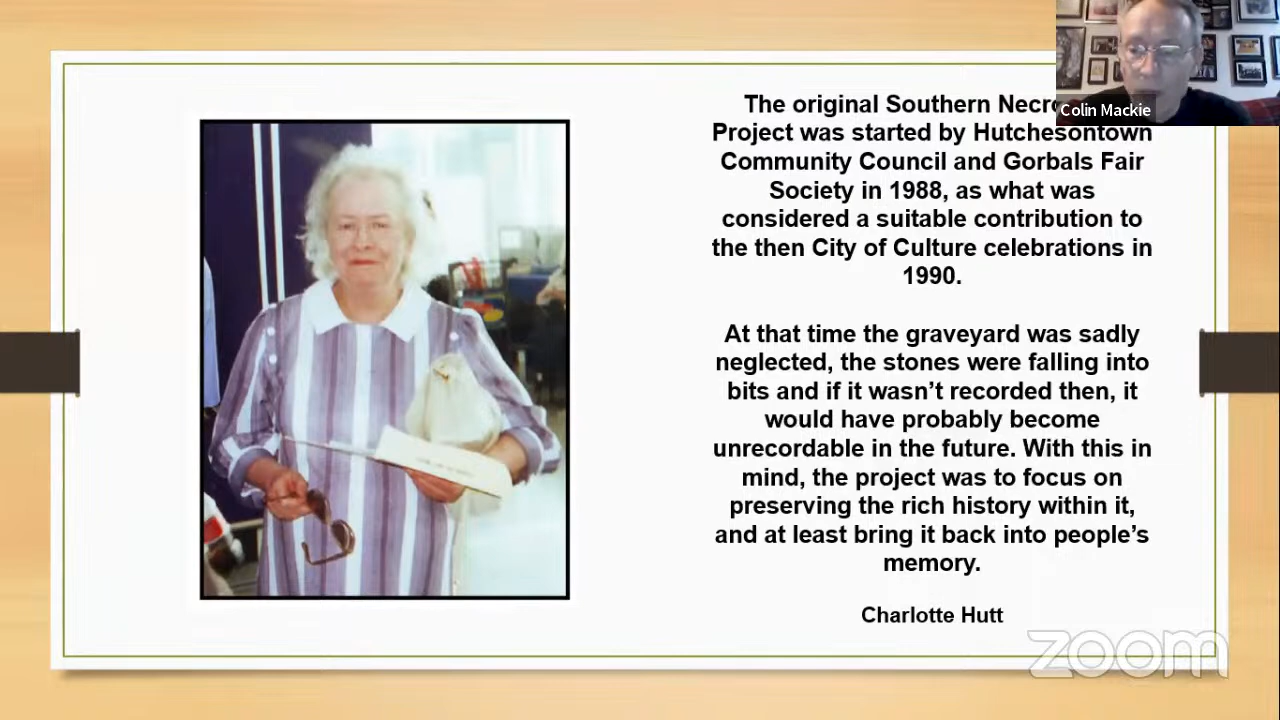 The original Southern
Project was started by Hutchesontown
Community Council and Gorbals Fair
Society in 1988, as what was
considered a suitable contribution to
the then City of Culture celebrations in
1990.
At that time the graveyard was sadly
neglected, the stones were falling into
bits and if it wasn’t recorded then, it
would have probably become
unrecordable in the future. With this in
mind, the project was to focus on
preserving the rich history within it,
and at least bring it back into people’s
memory.
Charlotte Hutt
Colin Mackie
zoom